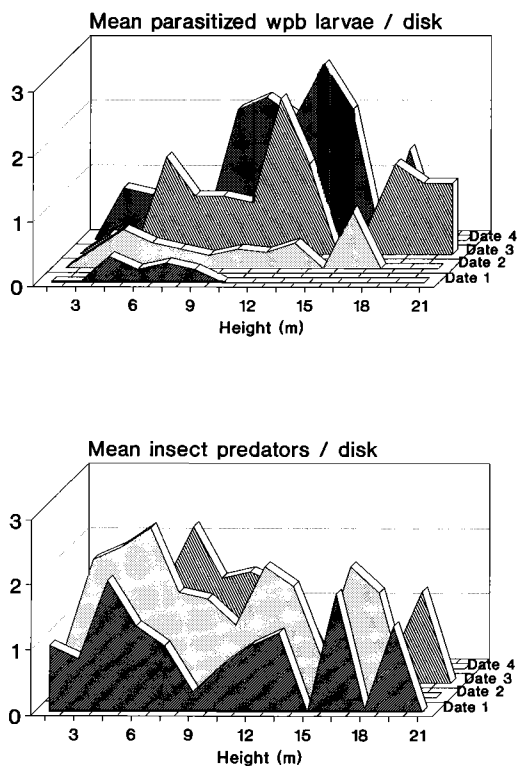 Mean parasitized wpb larvae / disk
3
2
1
0
Date 4
Date 3
Date 2
Date 1
3 6 9 12 15 18 21
Height (m)
Mean insect predators / disk
3
2
1
0
Date 4
Date 3
Date 2
Date 1
3 6 9 12 15 18 21
Height (m)